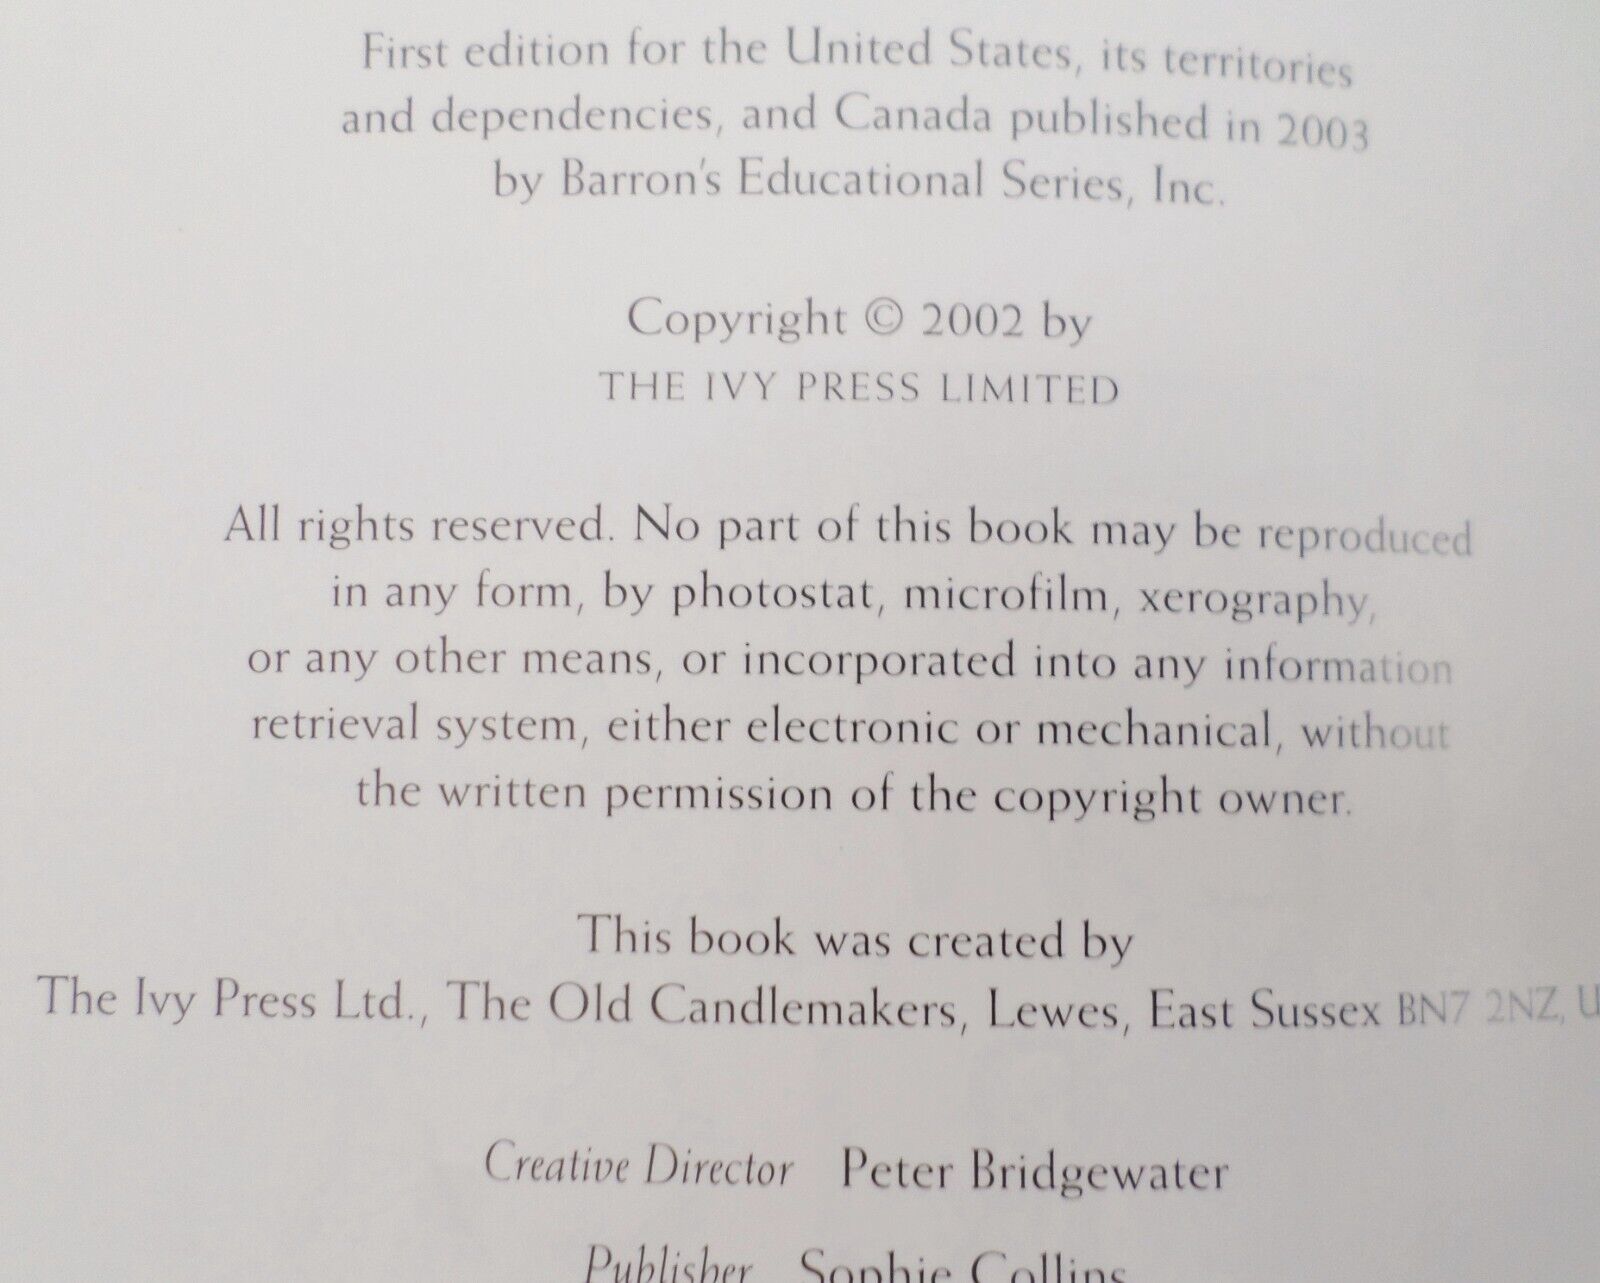 First edition for the United States, its territories
and dependencies, and Canada published in 2003
by Barron's Educational Series, Inc.
Copyright © 2002 by
THE IVY PRESS LIMITED
All rights reserved. No part of this book may be reproduced
in any form, by photostat, microfilm, xerography,
or any other means, or incorporated into any information
retrieval system, either electronic or mechanical, without
the written permission of the copyright owner.
This book was created by
The Ivy Press Ltd., The Old Candlemakers, Lewes, East Sussex BN7 2NZ, U
Creative Director Peter Bridgewater
Publisher Sophie Collins